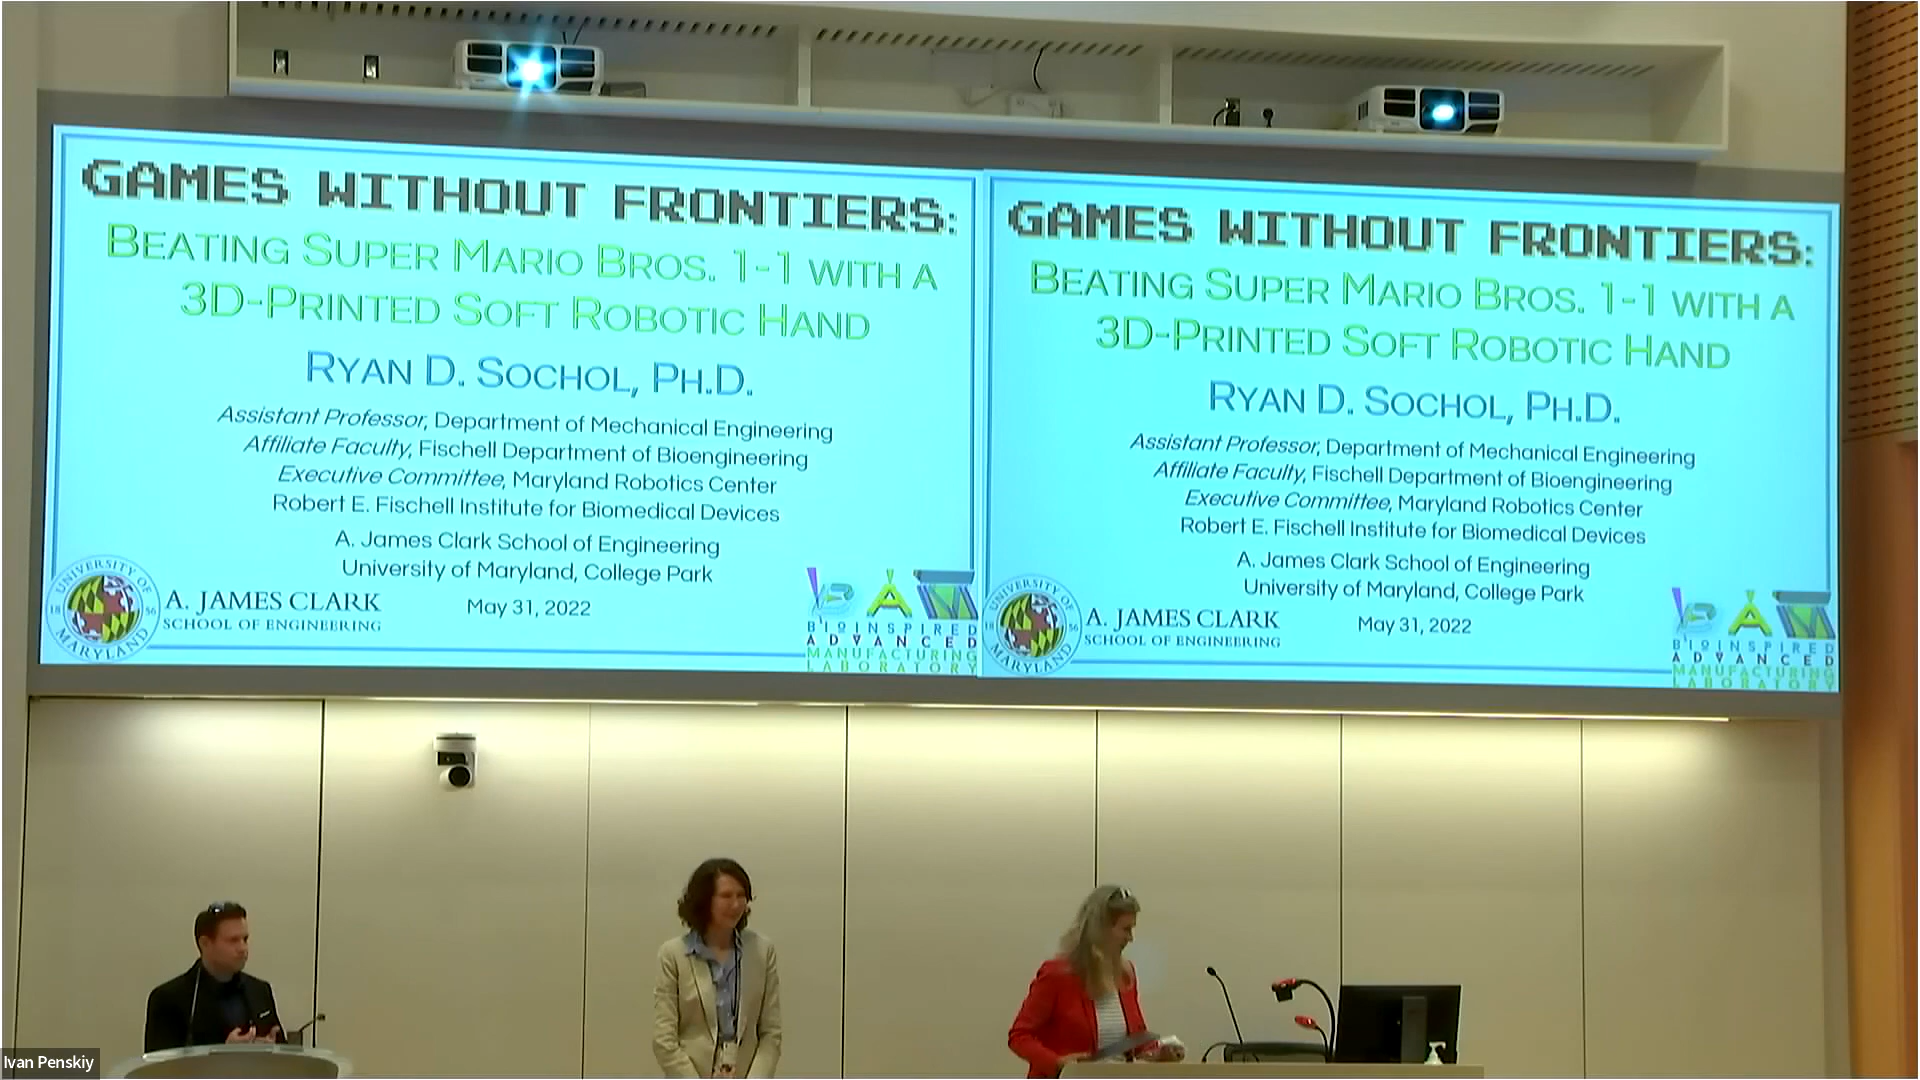 GAMES WITHOUT FRONTIERS:
BEATING SUPER MARIO BROS. 1-1 WITH A
3D-PRINTED SOFT ROBOTIC HAND
RYAN D. SOCHOL, PH.D.
Assistant Professor, Department of Mechanical Engineering
Affiliate Faculty, Fischell Department of Bioengineering
Executive Committee, Maryland Robotics Center
Robert E. Fischell Institute for Biomedical Devices
A. James Clark School of Engineering
University of Maryland, College Park
May 31, 2022
UNIVERSITY OF
18 56
MARYLAND
A. JAMES CLARK
SCHOOL OF ENGINEERING
BAM
BIOINSPIRED
ADVANCED
MANUFACTURING
LABORATORY
GAMES WITHOUT FRONTIERS:
BEATING SUPER MARIO BROS. 1-1 WITH A
3D-PRINTED SOFT ROBOTIC HAND
RYAN D. SOCHOL, PH.D.
Assistant Professor, Department of Mechanical Engineering
Affiliate Faculty, Fischell Department of Bioengineering
Executive Committee, Maryland Robotics Center
Robert E. Fischell Institute for Biomedical Devices
A. James Clark School of Engineering
University of Maryland, College Park
May 31, 2022
UNIVERSITY OF
18 56
MARYLAND
A. JAMES CLARK
SCHOOL OF ENGINEERING
BAM
BIOINSPIRED
ADVANCED
MANUFACTURING
LABORATORY
Ivan Penskiy